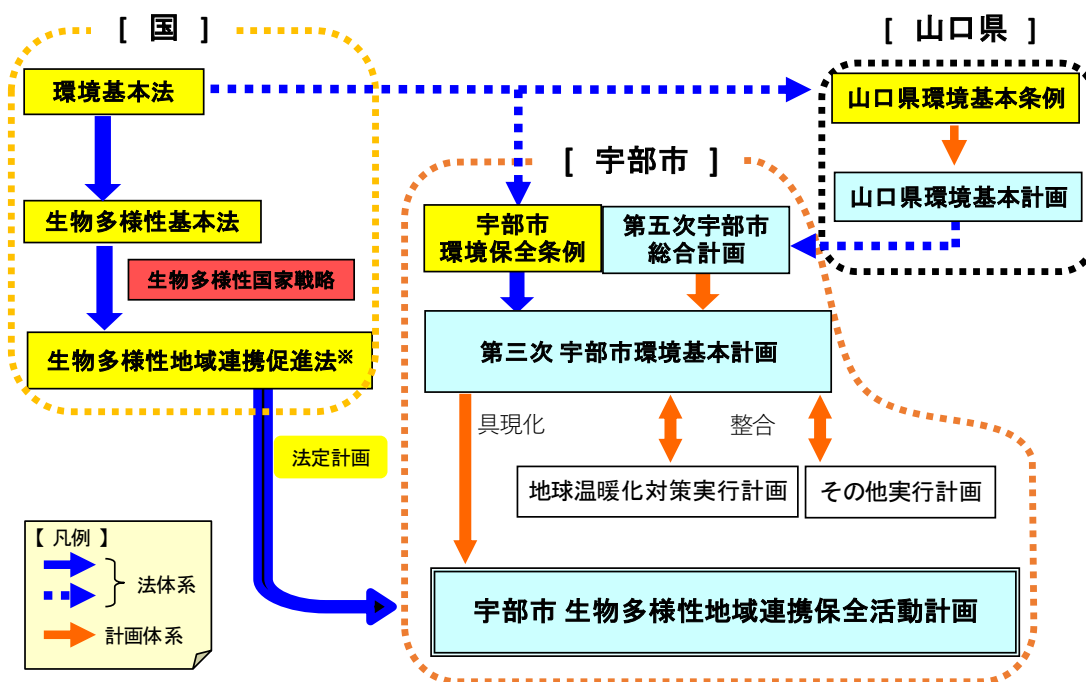 [ 国 ]
環境基本法
生物多様性基本法
生物多様性国家戦略
生物多様性地域連携促進法※
法定計画
[ 山口県 ]
山口県環境基本条例
山口県環境基本計画
[ 宇部市 ]
宇部市
環境保全条例
第五次宇部市
総合計画
第三次 宇部市環境基本計画
具現化
整合
地球温暖化対策実行計画
その他実行計画
宇部市 生物多様性地域連携保全活動計画
【 凡例 】
法体系
計画体系